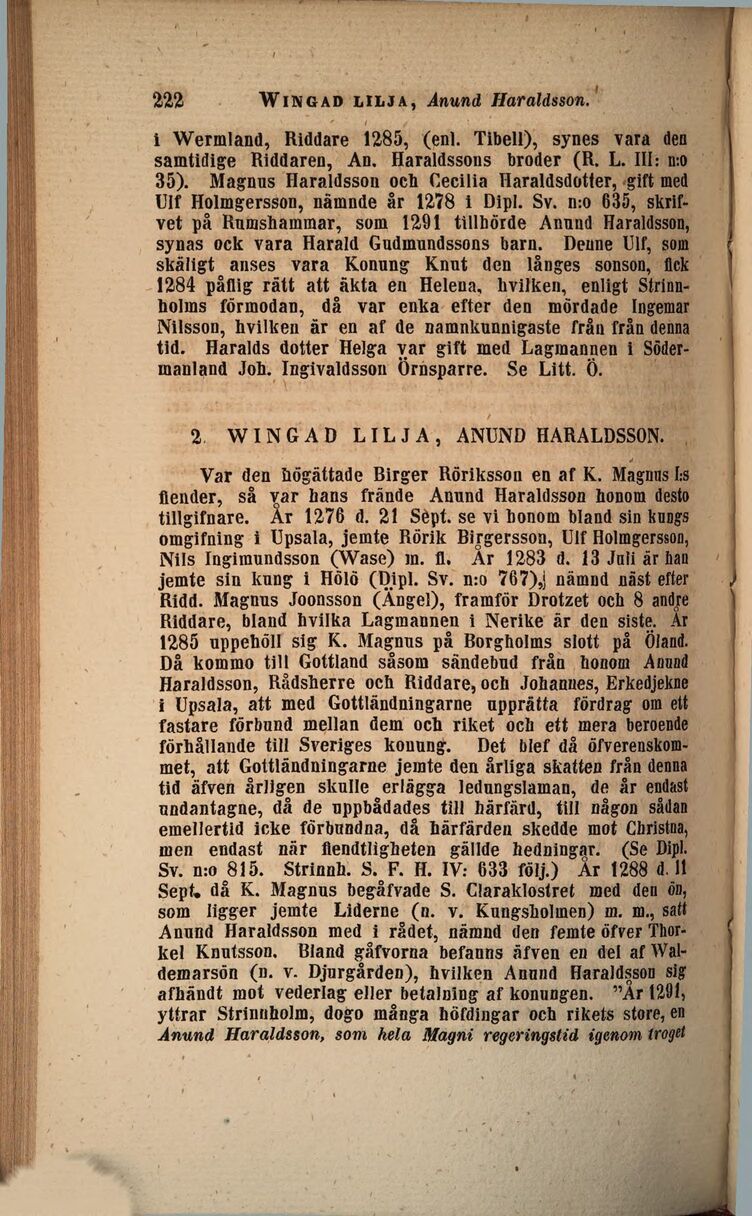 222 WINGAD LILJA, Anund Haraldsson.
i Wermland, Riddare 1285, (enl. Tibell), synes vara den
samtidige Riddaren, An. Haraldssons broder (R. L. III: n:o
35). Magnus Haraldsson och Cecilia Haraldsdotter, gift med
Ulf Holmgersson, nämnde år 1278 i Dipl. Sv. n:o 635, skrif-
vet på Rumshammar, som 1291 tillhörde Anund Haraldsson,
synas ock vara Harald Gudmundssons barn. Denne Ulf, som
skäligt anses vara Konung Knut den långes sonson, fick
1284 påflig rätt att äkta en Helena, hvilken, enligt Strinn-
holms förmodan, då var enka efter den mördade Ingemar
Nilsson, hvilken är en af de namnkunnigaste från från denna
tid. Haralds dotter Helga var gift med Lagmannen i Söder-
manland Joh. Ingivaldsson Örnsparre. Se Litt. Ö.
2. WINGAD LILJA, ANUND HARALDSSON.
Var den högättade Birger Röriksson en af K. Magnus I:s
fiender, så var hans frände Anund Haraldsson honom desto
tillgifnare. År 1276 d. 21 Sept. se vi honom bland sin kungs
omgifning i Upsala, jemte Rörik Birgersson, Ulf Holmgersson,
Nils Ingimundsson (Wase) m. fl. År 1283 d. 13 Juli är han
jemte sin kung i Hölö (Dipl. Sv. n:o 767), nämnd näst efter
Ridd. Magnus Joonsson (Ängel), framför Drotzet och 8 andre
Riddare, bland hvilka Lagmannen i Nerike är den siste. År
1285 uppehöll sig K. Magnus på Borgholms slott på Öland.
Då kommo till Gottland såsom sändebud från honom Anund
Haraldsson, Rådsherre och Riddare, och Johannes, Erkedjekne
i Upsala, att med Gottländningarne upprätta fördrag om ett
fastare förbund mellan dem och riket och ett mera beroende
förhållande till Sveriges konung. Det blef då öfverenskom-
met, att Gottländningarne jemte den årliga skatten från denna
tid äfven årligen skulle erlägga ledungslaman, de år endast
undantagne, då de uppbådades till härfärd, till någon sådan
emellertid icke förbundna, då härfärden skedde mot Christna,
men endast när fiendtligheten gällde hedningar. (Se Dipl.
Sv. n:o 815. Strinnh. S. F. H. IV: 633 följ.) År 1288 d. 11
Sept. då K. Magnus begåfvade S. Claraklostret med den ön,
som ligger jemte Liderne (n. v. Kungsholmen) m. m., satt
Anund Haraldsson med i rådet, nämnd den femte öfver Thor-
kel Knutsson. Bland gåfvorna befanns äfven en del af Wal-
demarsön (n. v. Djurgården), hvilken Anund Haraldsson sig
afhändt mot vederlag eller betalning af konungen. ”År 1291,
yttrar Strinnholm, dogo många höfdingar och rikets store, en
Anund Haraldsson, som hela Magni regeringstid igenom troget